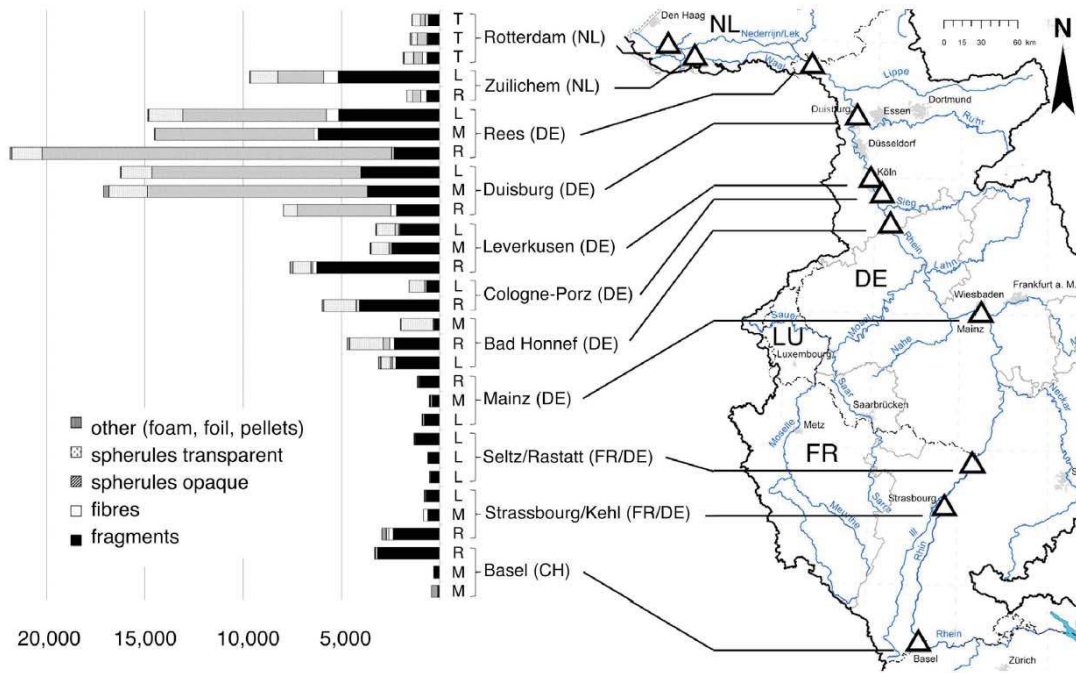 T
T
T
L
R
L
M
R
L
M
R
L
M
R
L
R
M
R
L
R
M
L
L
L
L
L
M
R
R
M
M
Rotterdam (NL)
Zuilichem (NL)
Rees (DE)
Duisburg (DE)
Leverkusen (DE)
Cologne-Porz (DE)
Bad Honnef (DE)
Mainz (DE)
Seltz/Rastatt (FR/DE)
Strassbourg/Kehl (FR/DE)
Basel (CH)
other (foam, foil, pellets)
spherules transparent
spherules opaque
fibres
fragments
20,000 15,000 10,000 5,000
Den Haag
NL
Nederrijn/Lek
Waal
0 15 30 60 km
N
Lippe
Duisburg
Essen
Dortmund
Ruhr
Düsseldorf
Köln
Sieg
Rhein
Lahn
DE
Wiesbaden
Frankfurt a. M.
Mainz
Sauer
LU
Luxembourg
Mosel
Nahe
Saar
Saarbrücken
Neckar
Moselle
Metz
FR
Strasbourg
Sarre
Meurthe
Ill
Rhin
Rhein
Basel
Zürich